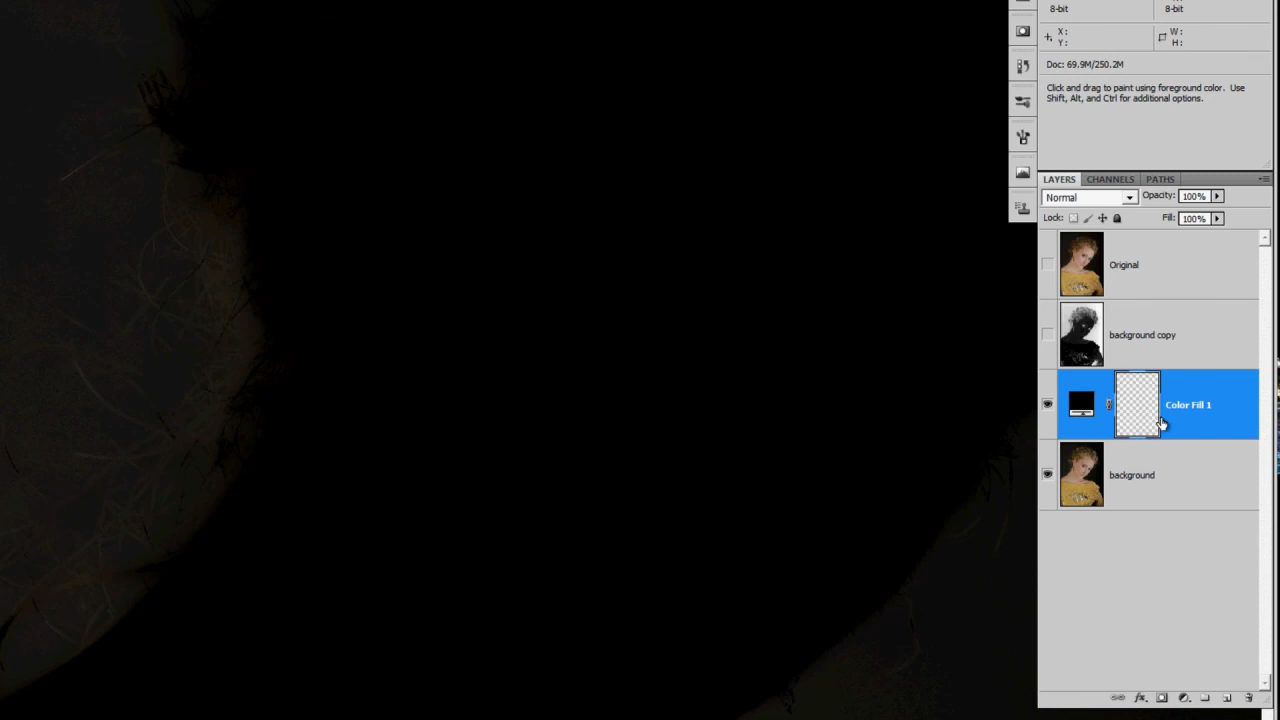 8-bit 8-bit
X: W:
Y: H:
Doc: 69.9M/250.2M
Click and drag to paint using foreground color. Use
Shift, Alt, and Ctrl for additional options.
LAYERS CHANNELS PATHS
Normal Opacity: 100%
Lock: Fill: 100%
Original
background copy
Color Fill 1
background
fx